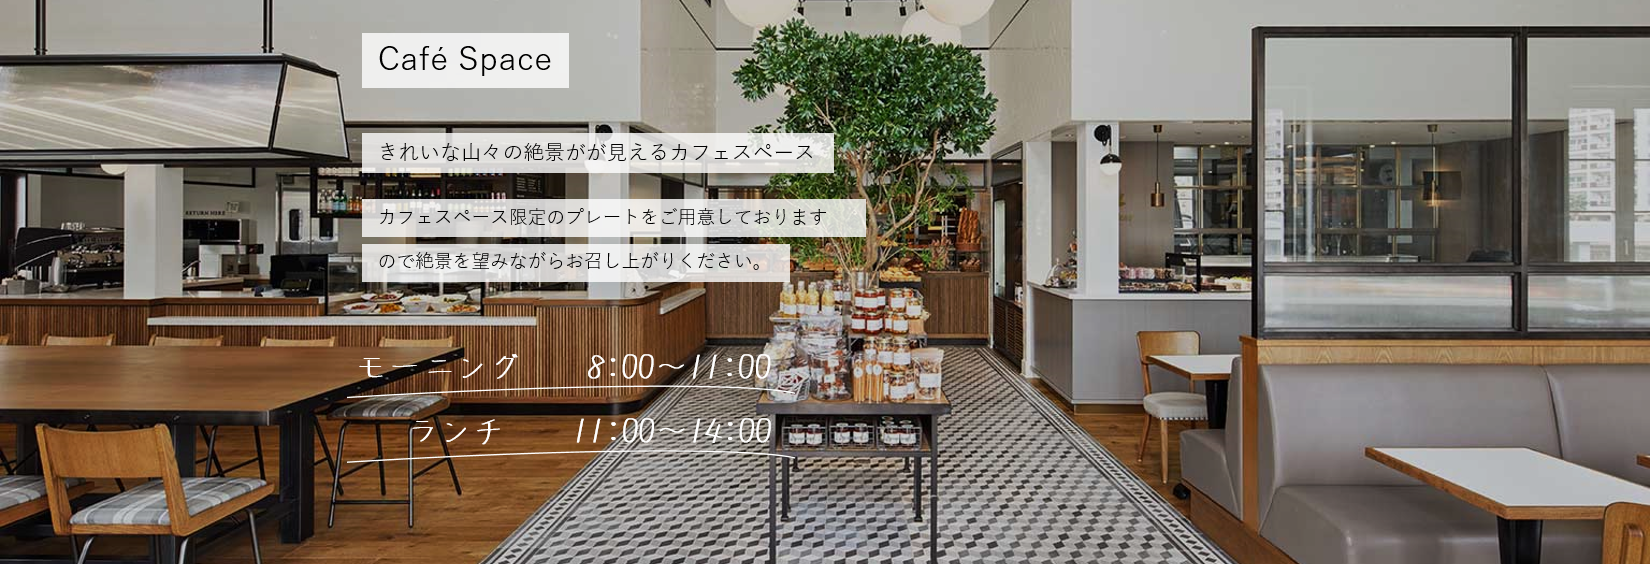 Café Space
きれいな山々の絶景がが見えるカフェスペース
カフェスペース限定のプレートをご用意しております
ので絶景を望みながらお召し上がりください。
モーニング 8:00～11:00
ランチ 11:00～14:00
RETURN HERE